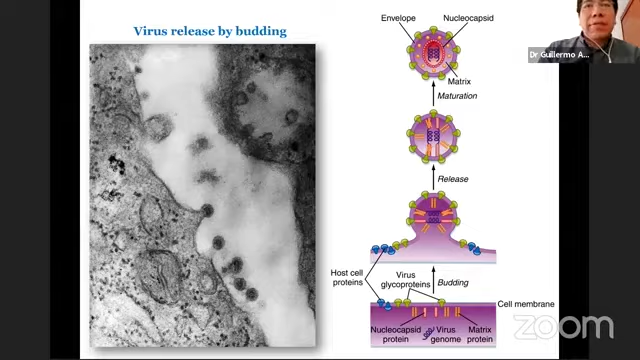 Virus release by budding
Envelope
Nucleocapsid
Matrix
Maturation
Release
Host cell
proteins
Virus
glycoproteins
Budding
Cell membrane
Nucleocapsid
protein
Virus
genome
Matrix
protein
Dr Guillermo A...
zoom